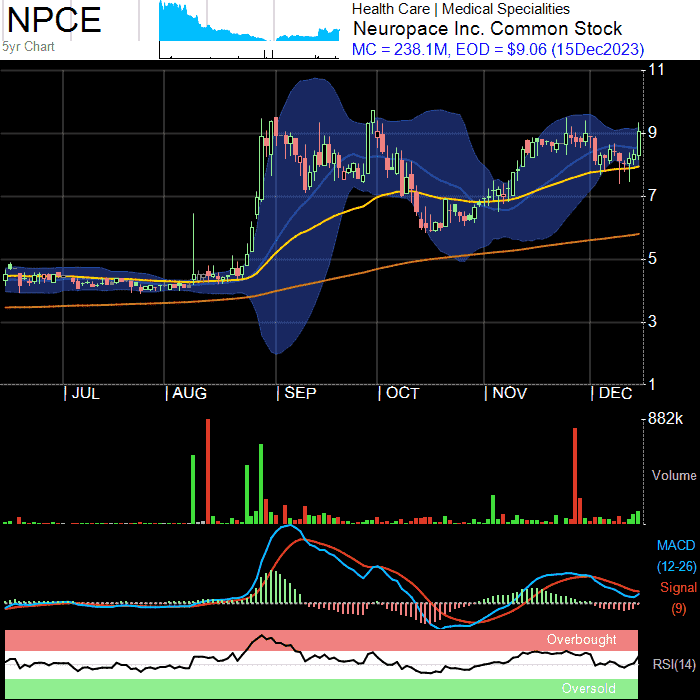 NPCE
5yr Chart
Health Care | Medical Specialities
Neuropace Inc. Common Stock
MC = 238.1M, EOD = $9.06 (15Dec2023)
11
9
7
5
3
1
JUL
AUG
SEP
OCT
NOV
DEC
882k
Volume
MACD
(12-26)
Signal
(9)
Overbought
RSI(14)
Oversold